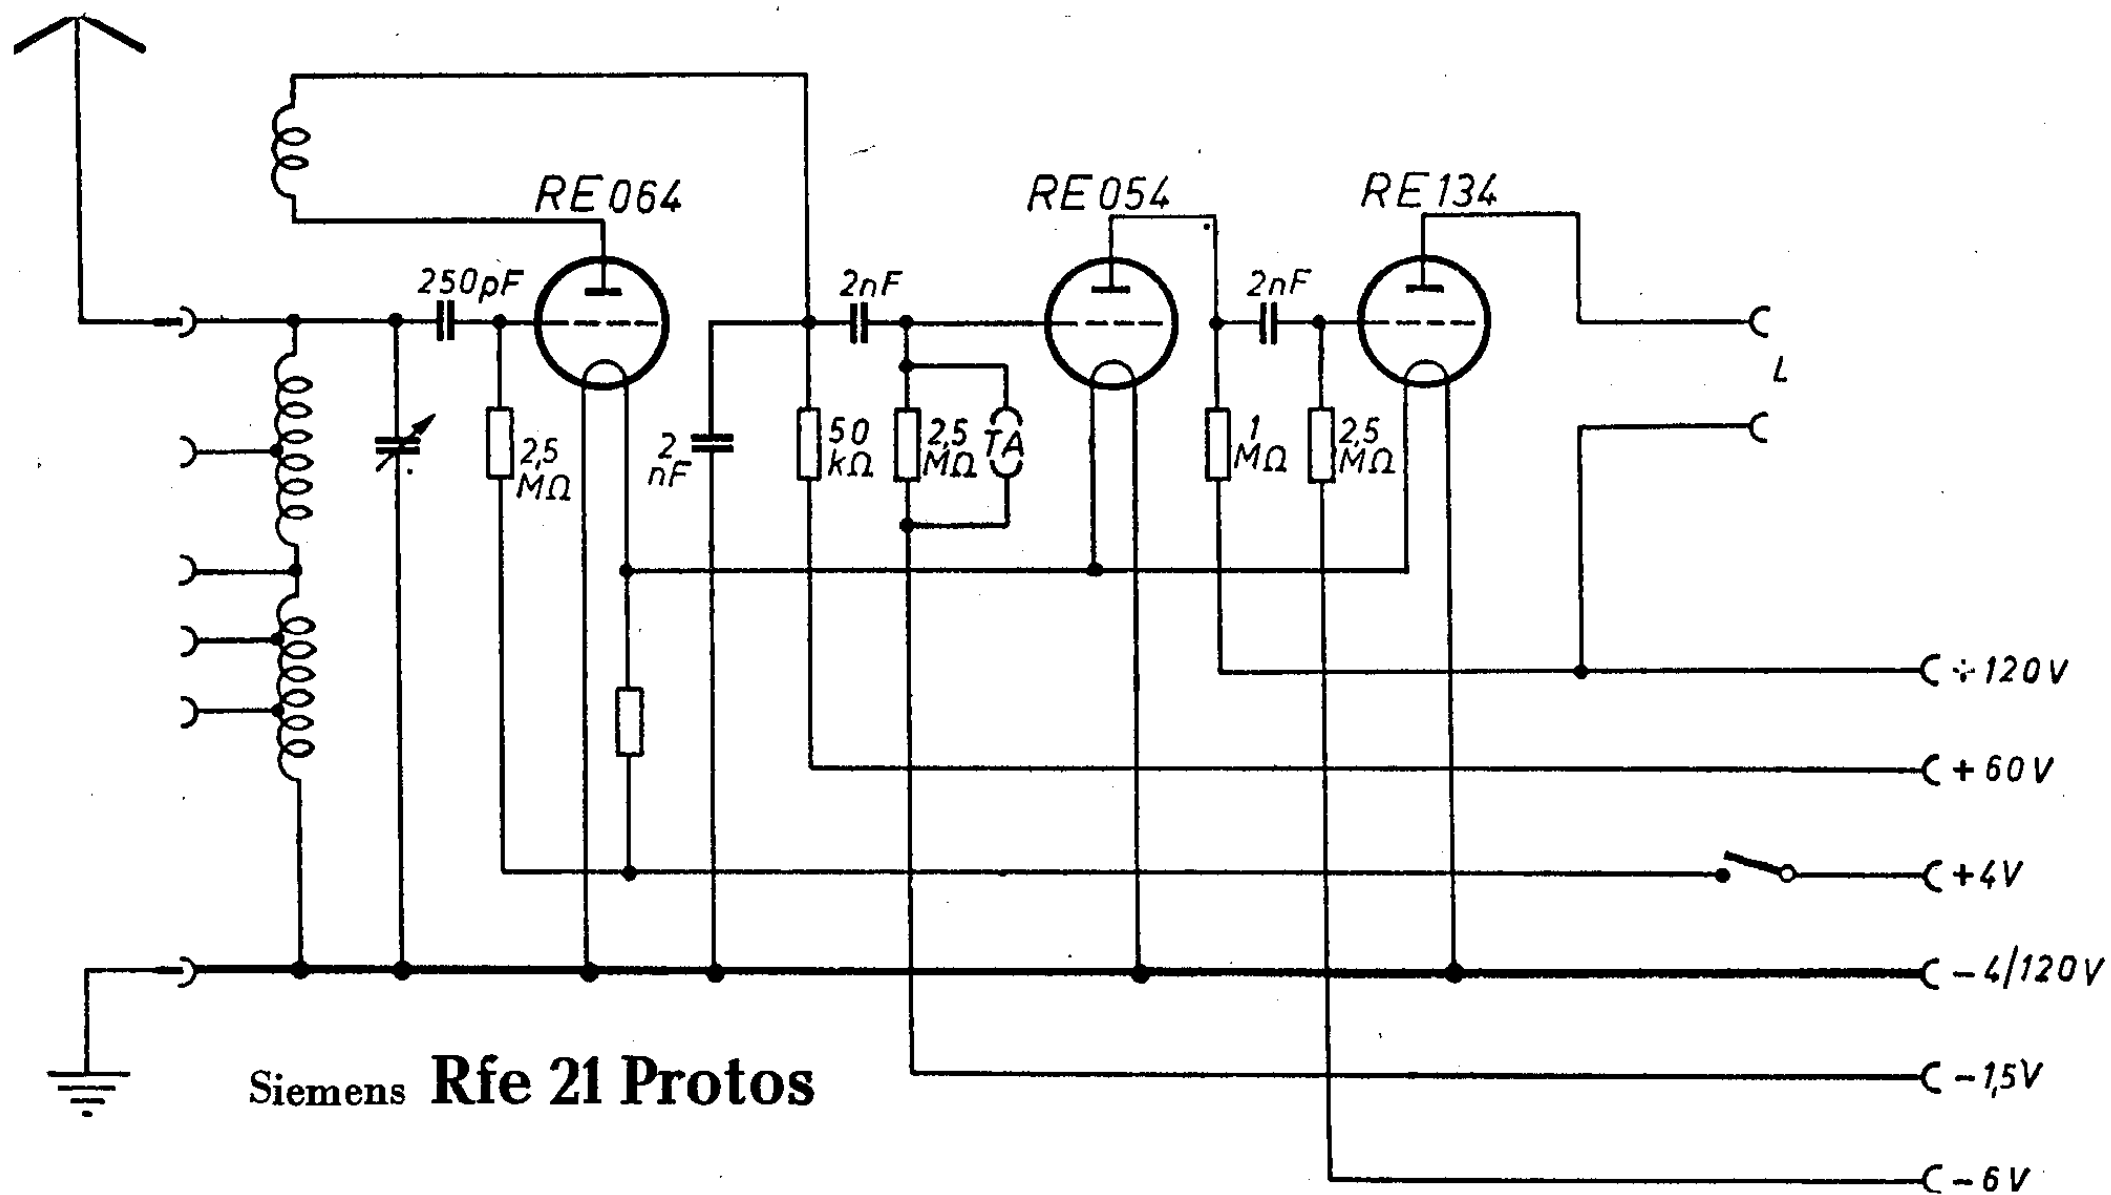 RE 064
RE 054
RE 134
250pF
2nF
2nF
L
2,5
MΩ
2
nF
50
kΩ
2,5
MΩ
TA
1
MΩ
2,5
MΩ
+120V
+60V
+4V
-4/120V
Siemens Rfe 21 Protos
-1,5V
-6V